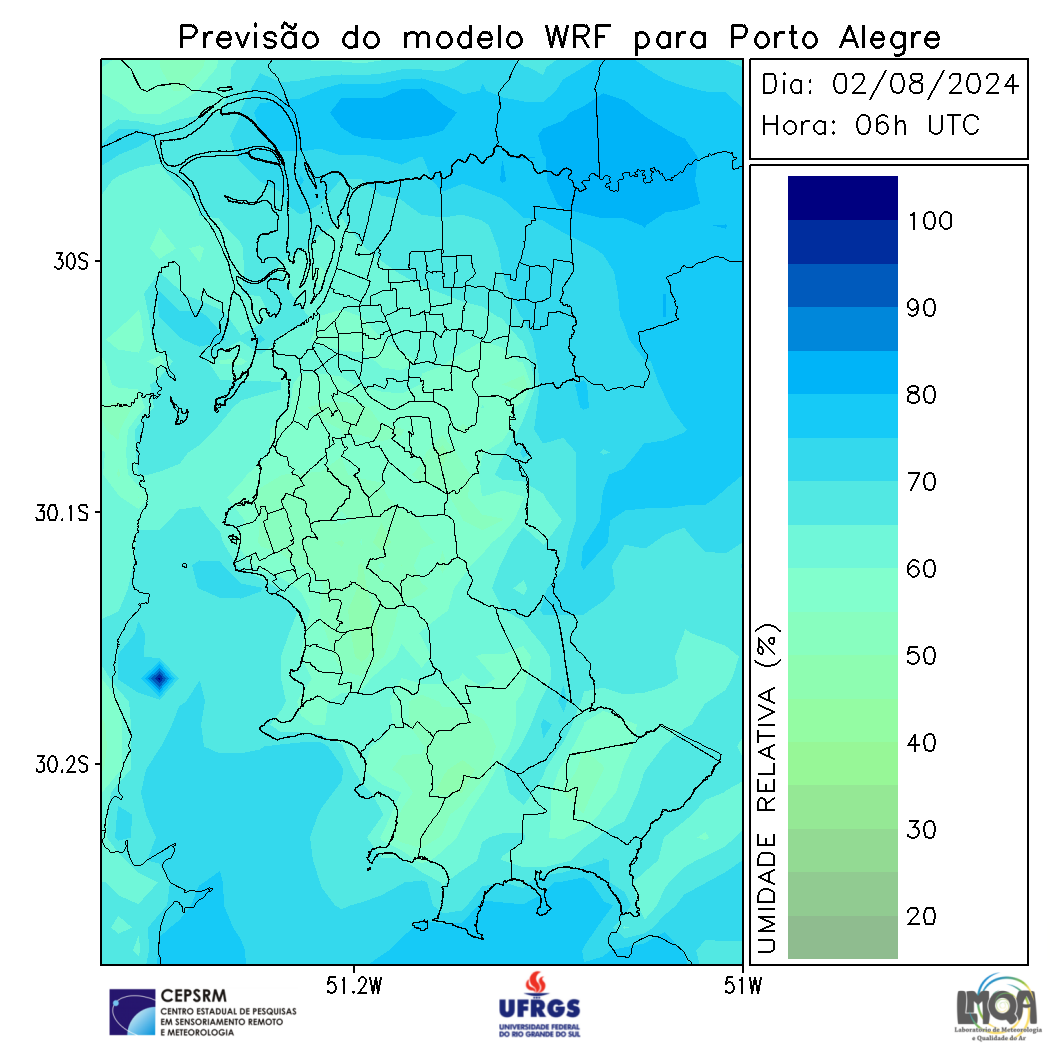 Previsão do modelo WRF para Porto Alegre
Dia: 02/08/2024
Hora: 06h UTC
100
90
80
70
60
50
40
30
20
UMIDADE RELATIVA (%)
30S
30.1S
30.2S
51.2W
51W
CEPSRM
CENTRO ESTADUAL DE PESQUISAS
EM SENSORIAMENTO REMOTO
E METEOROLOGIA
UFRGS
UNIVERSIDADE FEDERAL
DO RIO GRANDE DO SUL
LMQA
Laboratório de Meteorologia
e Qualidade do Ar